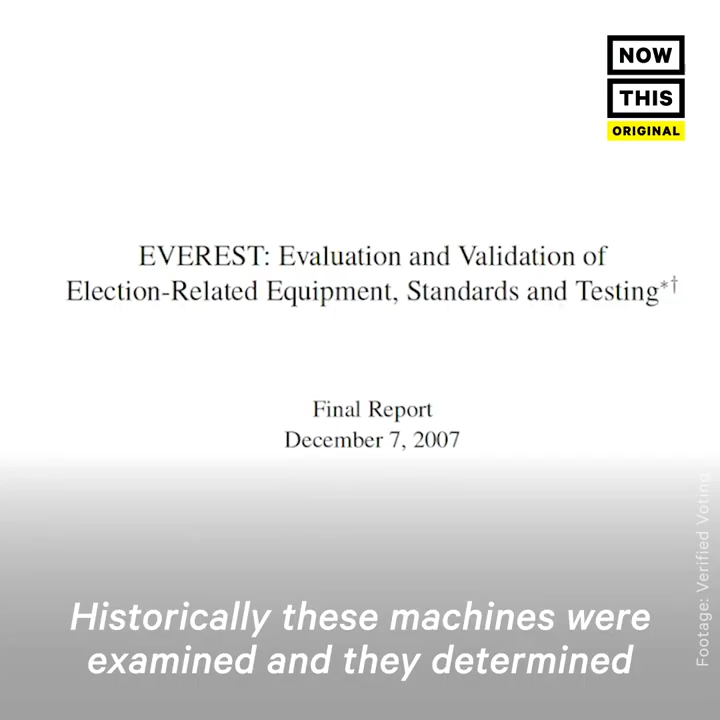 NOW
THIS
ORIGINAL
EVEREST: Evaluation and Validation of
Election-Related Equipment, Standards and Testing*†
Final Report
December 7, 2007
Footage: Verified Voting
Historically these machines were
examined and they determined